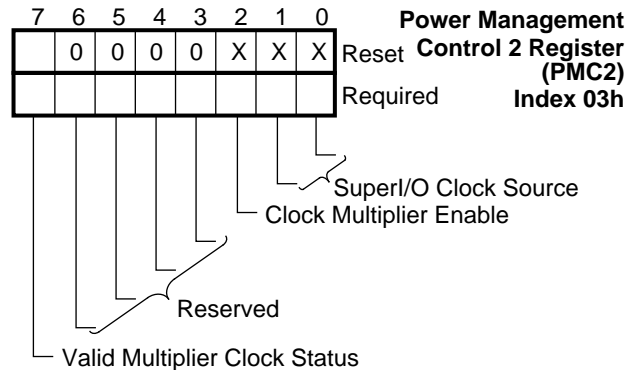 7 6 5 4 3 2 1 0
Power Management
Control 2 Register
(PMC2)
Index 03h
0 0 0 0 X X X Reset
Required
SuperI/O Clock Source
Clock Multiplier Enable
Reserved
Valid Multiplier Clock Status